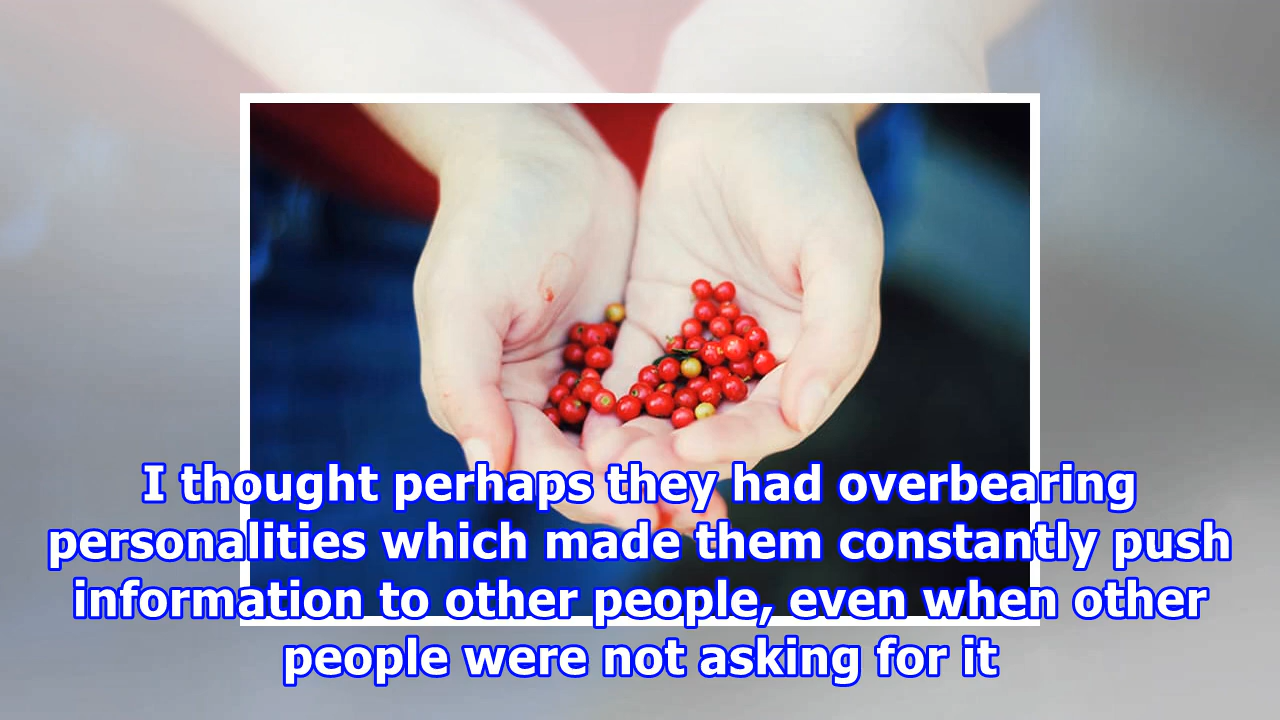 I thought perhaps they had overbearing
personalities which made them constantly push
information to other people, even when other
people were not asking for it